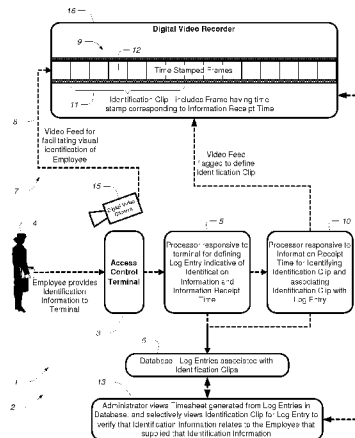 16
Digital Video Recorder
9
12
Time Stamped Frames
11
Identification Clip - Includes Frame having time
stamp corresponding to Information Receipt Time
8
Video Feed for
facilitating visual
Identification of
Employee
7
15
Digital Video
Camera
Video Feed
tagged to define
Identification Clip
4
5
10
Access
Control
Terminal
Processor responsive to
terminal for defining
Log Entry indicative of
Identification
Information and
Information Receipt
Time
Processor responsive to
Information Receipt
Time for Identifying
Identification Clip and
associating
Identification Clip with
Log Entry
Employee provides
Identification
Information to
Terminal
3
6
Database - Log Entries associated with
Identification Clips
1
13
2
Administrator views Timesheet generated from Log Entries in
Database, and selectively views Identification Clip for Log Entry to
verify that Identification Information relates to the Employee that
supplied that Identification Information